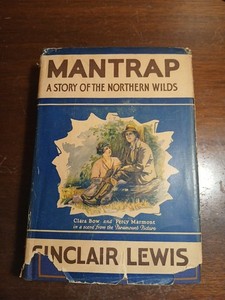 MANTRAP
A STORY OF THE NORTHERN WILDS
Clara Bow and Percy Marmont
in a scene from the Paramount Picture
SINCLAIR LEWIS